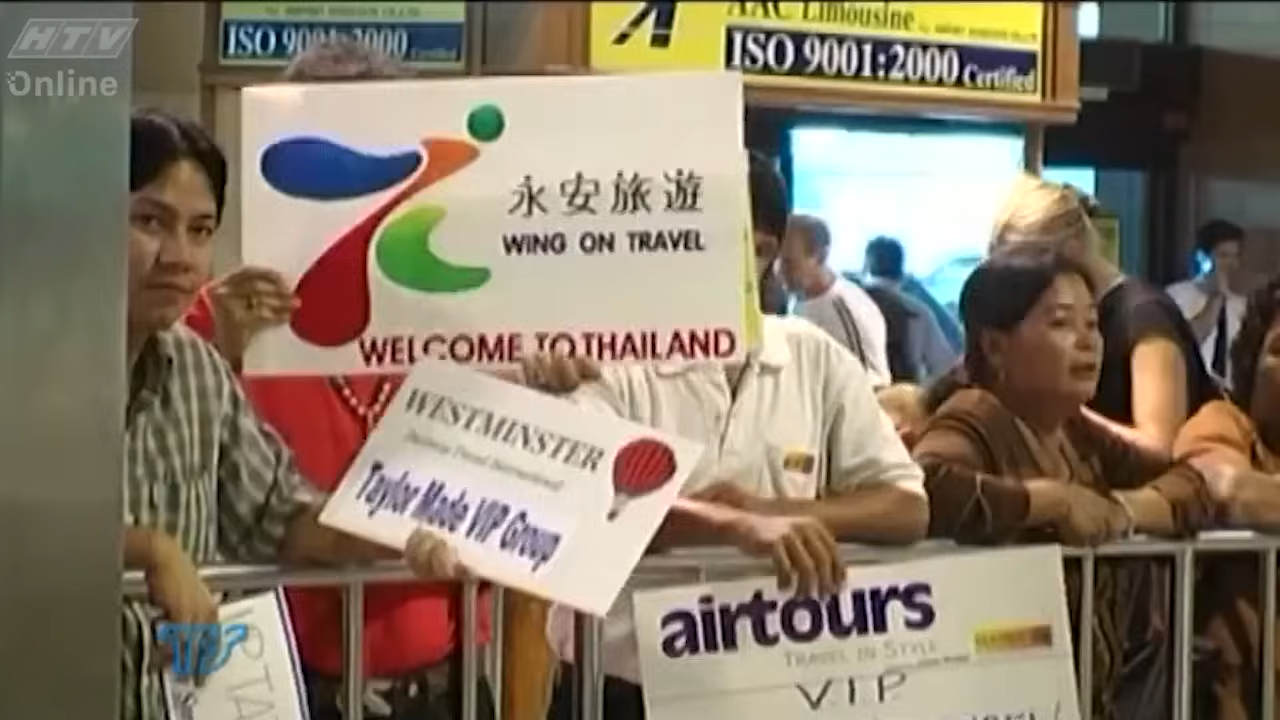 HTV
Online
ISO 9001:2000 Certified
AAC Limousine
ISO 9001:2000 Certified
永安旅遊
WING ON TRAVEL
WELCOME TO THAILAND
WESTMINSTER
Taylor Made VIP Group
airtours
TRAVEL IN STYLE
V.I.P